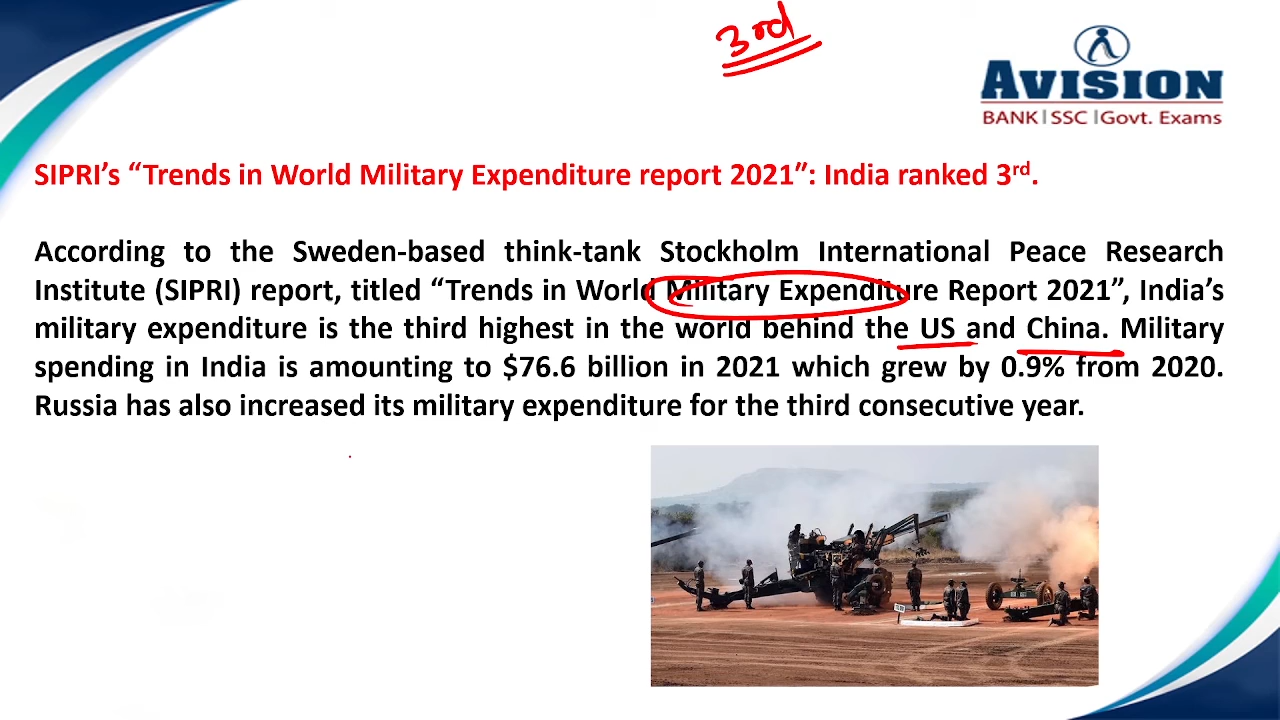 3rd
AVISION
BANK|SSC|Govt. Exams
SIPRI’s “Trends in World Military Expenditure report 2021”: India ranked 3rd.
According to the Sweden-based think-tank Stockholm International Peace Research
Institute (SIPRI) report, titled “Trends in World Military Expenditure Report 2021”, India’s
military expenditure is the third highest in the world behind the US and China. Military
spending in India is amounting to $76.6 billion in 2021 which grew by 0.9% from 2020.
Russia has also increased its military expenditure for the third consecutive year.